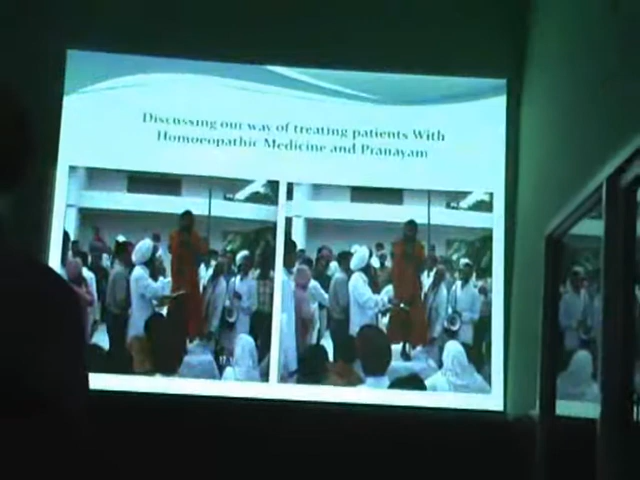 Discussing our way of treating patients With
Homoeopathic Medicine and Pranayam